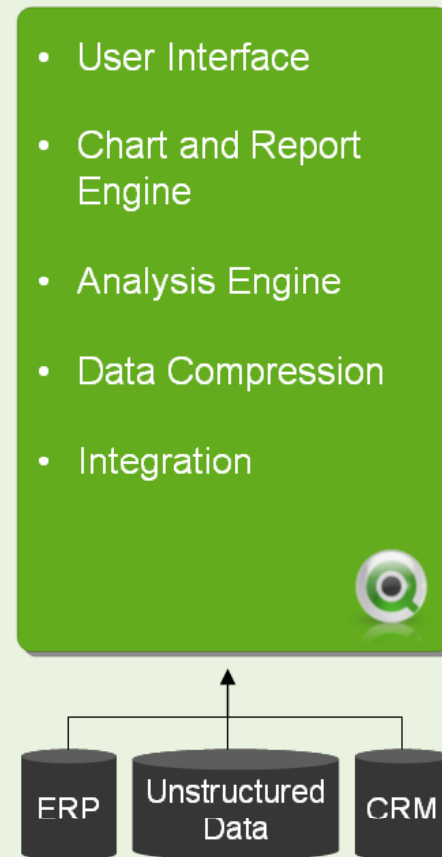 • User Interface
• Chart and Report
Engine
• Analysis Engine
• Data Compression
• Integration
ERP
Unstructured
Data
CRM